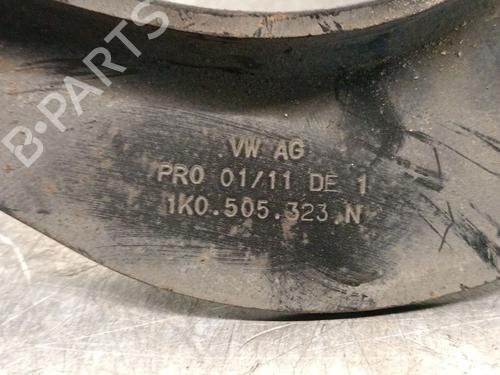 B-PARTS
VW AG
PRO 01/11 DE 1
1K0.505.323.N